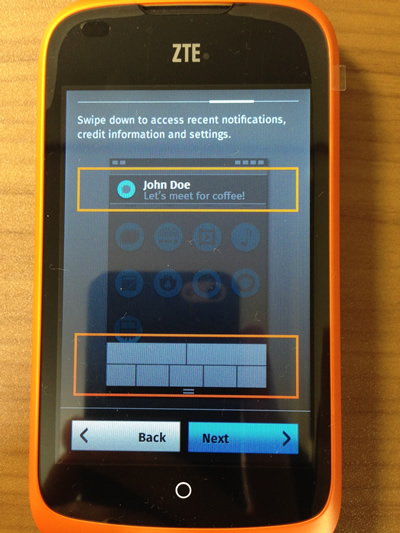 ZTE
Swipe down to access recent notifications,
credit information and settings.
John Doe
Let's meet for coffee!
Back
Next